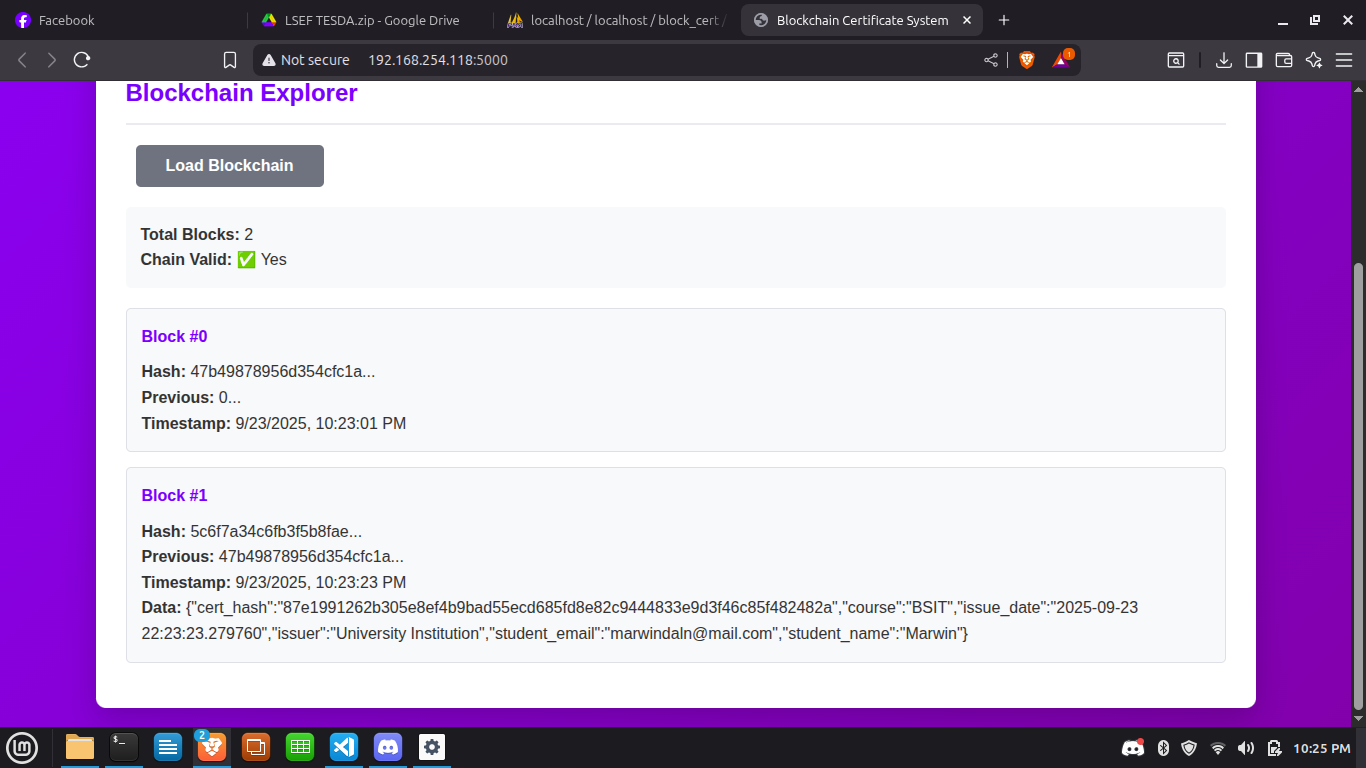 Facebook
LSEF TESDA.zip - Google Drive
localhost / localhost / block_cert /
Blockchain Certificate System
Not secure
192.168.254.118:5000
1
Blockchain Explorer
Load Blockchain
Total Blocks: 2
Chain Valid: ✅ Yes
Block #0
Hash: 47b49878956d354cfc1a...
Previous: 0...
Timestamp: 9/23/2025, 10:23:01 PM
Block #1
Hash: 5c6f7a34c6fb3f5b8fae...
Previous: 47b49878956d354cfc1a...
Timestamp: 9/23/2025, 10:23:23 PM
Data: {"cert_hash":"87e1991262b305e8ef4b9bad55ecd685fd8e82c9444833e9d3f46c85f482482a","course":"BSIT","issue_date":"2025-09-23
22:23:23.279760","issuer":"University Institution","student_email":"marwindaln@mail.com","student_name":"Marwin"}
2
10:25 PM